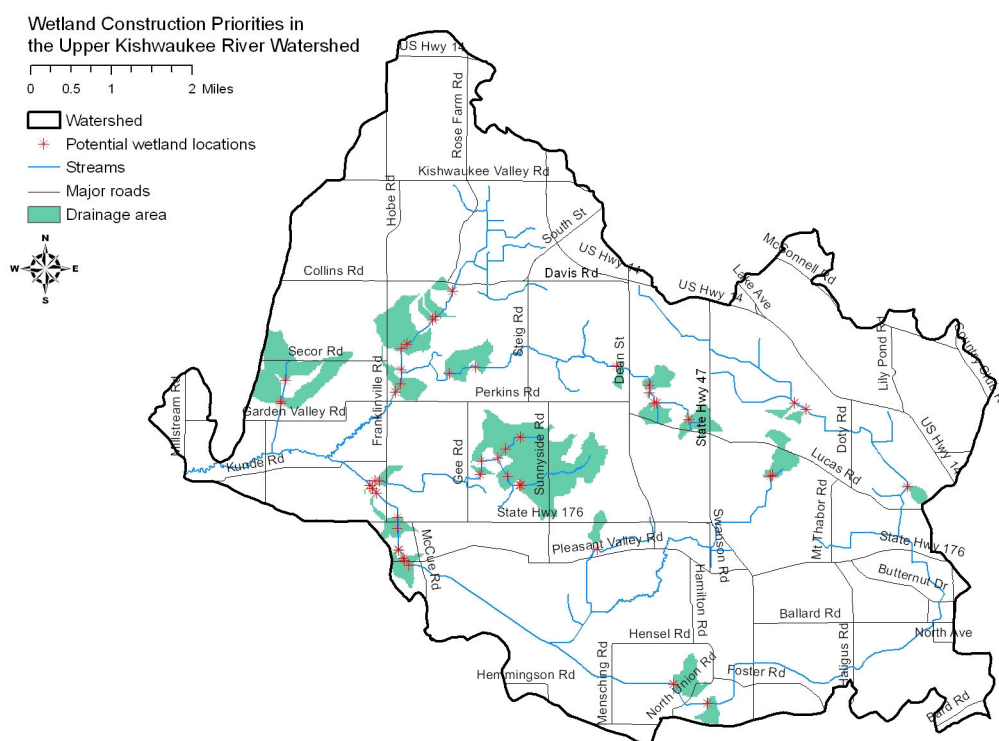 Wetland Construction Priorities in
the Upper Kishwaukee River Watershed
0 0.5 1 2 Miles
Watershed
Potential wetland locations
Streams
Major roads
Drainage area
N
W E
S
US Hwy 14
Rose Farm Rd
Kishwaukee Valley Rd
Hobe Rd
South St
US Hwy 14
McConnell Rd
Collins Rd
Davis Rd
Lake Ave
US Hwy 14
Country Club R
Lily Pond Rd
Steig Rd
Secor Rd
Dean St
Franklinville Rd
Millstream Rd
Perkins Rd
State Hwy 47
Garden Valley Rd
Doty Rd
US Hwy 14
Gee Rd
Sunnyside Rd
Kunde Rd
Lucas Rd
Mt Thabor Rd
State Hwy 176
Swanson Rd
McCue Rd
Pleasant Valley Rd
State Hwy 176
Butternut Dr
Hamilton Rd
Ballard Rd
Hensel Rd
Haligus Rd
North Ave
Hemmingson Rd
Mensching Rd
North Union Rd
Foster Rd
Bard Rd